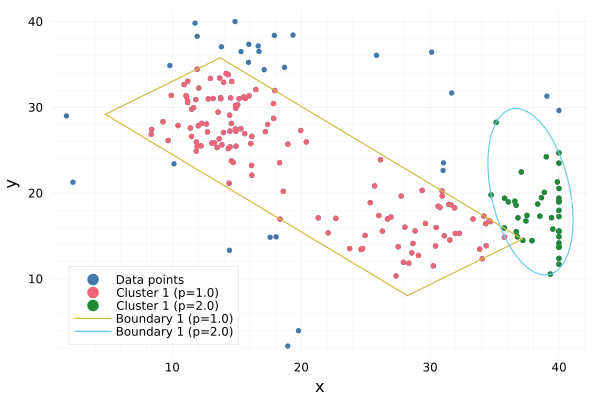 40
30
20
10
y
Data points
Cluster 1 (p=1.0)
Cluster 1 (p=2.0)
Boundary 1 (p=1.0)
Boundary 1 (p=2.0)
10 20 30 40
x